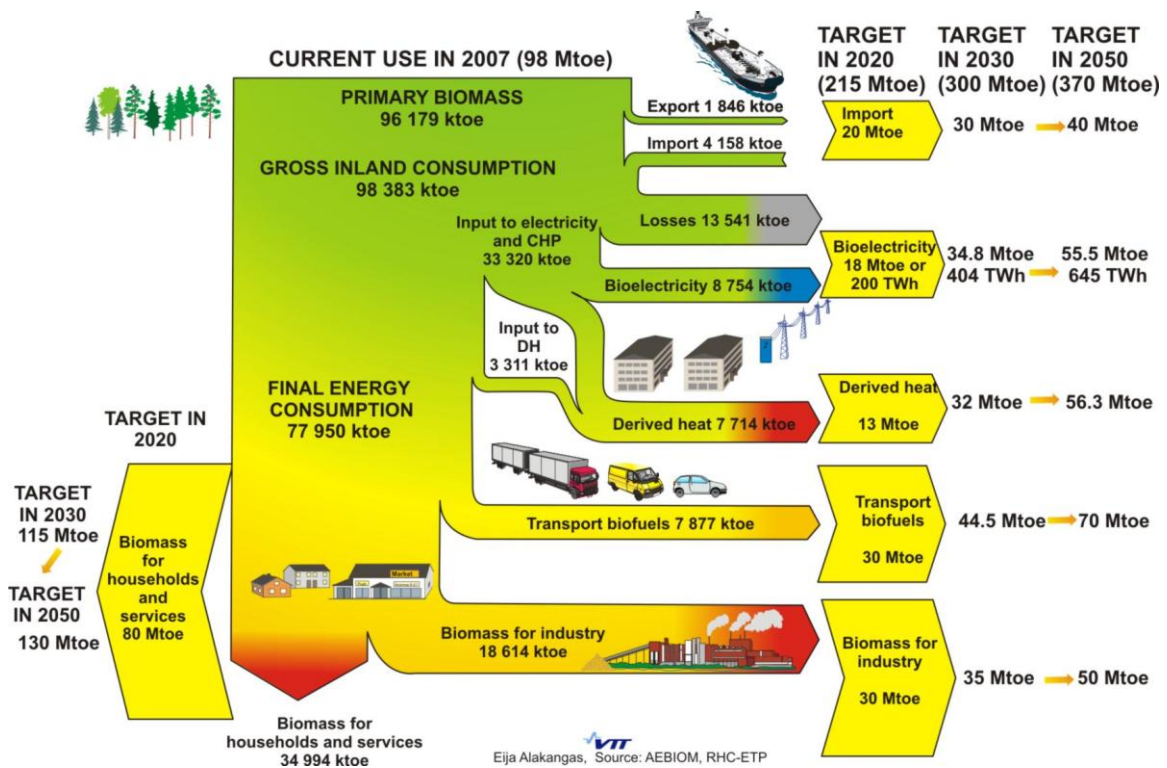 CURRENT USE IN 2007 (98 Mtoe)
PRIMARY BIOMASS
96 179 ktoe
GROSS INLAND CONSUMPTION
98 383 ktoe
Export 1 846 ktoe
Import 4 158 ktoe
Losses 13 541 ktoe
Input to electricity
and CHP
33 320 ktoe
Bioelectricity 8 754 ktoe
Input to
DH
3 311 ktoe
FINAL ENERGY
CONSUMPTION
77 950 ktoe
Derived heat 7 714 ktoe
Transport biofuels 7 877 ktoe
Market
Biomass for industry
18 614 ktoe
Biomass for
households and services
34 994 ktoe
TARGET IN
2020
Biomass
for
households
and
services
80 Mtoe
TARGET
IN 2030
115 Mtoe
TARGET
IN 2050
130 Mtoe
TARGET
IN 2020
(215 Mtoe)
TARGET
IN 2030
(300 Mtoe)
TARGET
IN 2050
(370 Mtoe)
Import
20 Mtoe
30 Mtoe
40 Mtoe
Bioelectricity
18 Mtoe or
200 TWh
34.8 Mtoe
404 TWh
55.5 Mtoe
645 TWh
Derived heat
13 Mtoe
32 Mtoe
56.3 Mtoe
Transport
biofuels
30 Mtoe
44.5 Mtoe
70 Mtoe
Biomass for
industry
30 Mtoe
35 Mtoe
50 Mtoe
VTT
Eija Alakangas, Source: AEBIOM, RHC-ETP